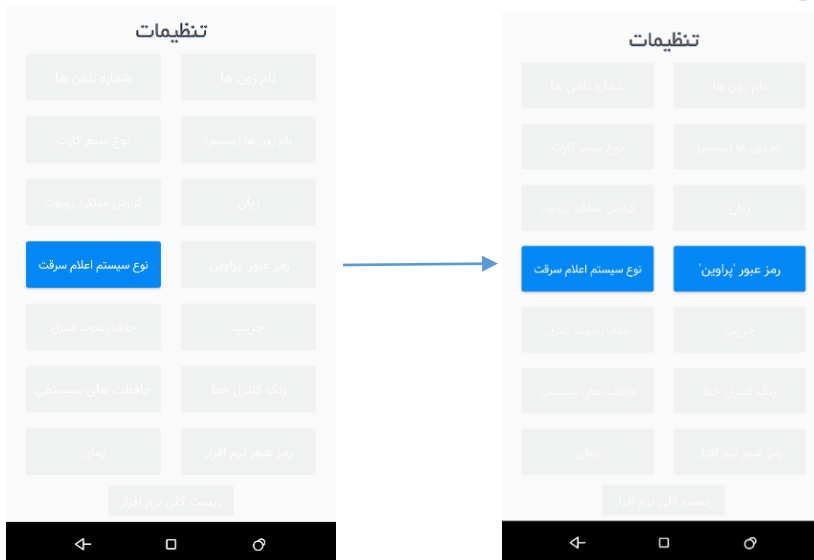 تنظیمات
نام زون ها
شماره تلفن ها
نام زون ها (بیسیم)
نوع سیم کارت
زبان
گزارش عملکرد ریموت
رمز عبور 'پراوین'
نوع سیستم اعلام سرقت
جریپ
حذف ریموت کنترل
زنگ کنترل خط
حافظت های سیستمی
رمز عبور نرم افزار
زمان
ریست کلی نرم افزار
تنظیمات
نام زون ها
شماره تلفن ها
نام زون ها (بیسیم)
نوع سیم کارت
زبان
گزارش عملکرد ریموت
رمز عبور 'پراوین'
نوع سیستم اعلام سرقت
جریپ
حذف ریموت کنترل
زنگ کنترل خط
حافظت های سیستمی
رمز عبور نرم افزار
زمان
ریست کلی نرم افزار